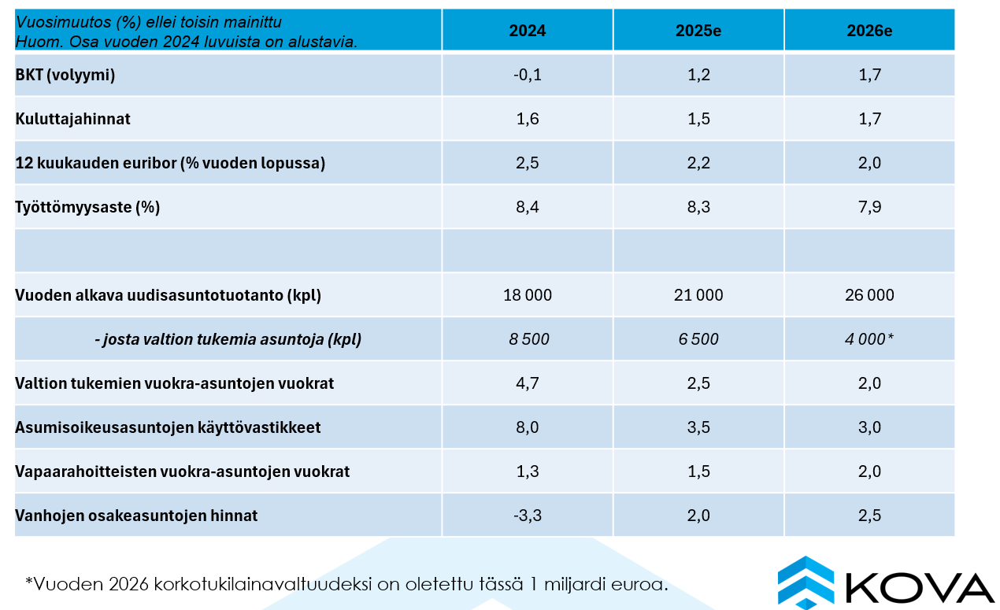 Vuosimuutos (%) ellei toisin mainittu
Huom. Osa vuoden 2024 luvuista on alustavia.
2024 2025e 2026e
BKT (volyymi) -0,1 1,2 1,7
Kuluttajahinnat 1,6 1,5 1,7
12 kuukauden euribor (% vuoden lopussa) 2,5 2,2 2,0
Työttömyysaste (%) 8,4 8,3 7,9
Vuoden alkava uudisasuntotuotanto (kpl) 18 000 21 000 26 000
- josta valtion tukemia asuntoja (kpl) 8 500 6 500 4 000*
Valtion tukemien vuokra-asuntojen vuokrat 4,7 2,5 2,0
Asumisoikeusasuntojen käyttövastikkeet 8,0 3,5 3,0
Vapaarahoitteisten vuokra-asuntojen vuokrat 1,3 1,5 2,0
Vanhojen osakeasuntojen hinnat -3,3 2,0 2,5
*Vuoden 2026 korkotukilainavaltuudeksi on oletettu tässä 1 miljardi euroa.
KOVA